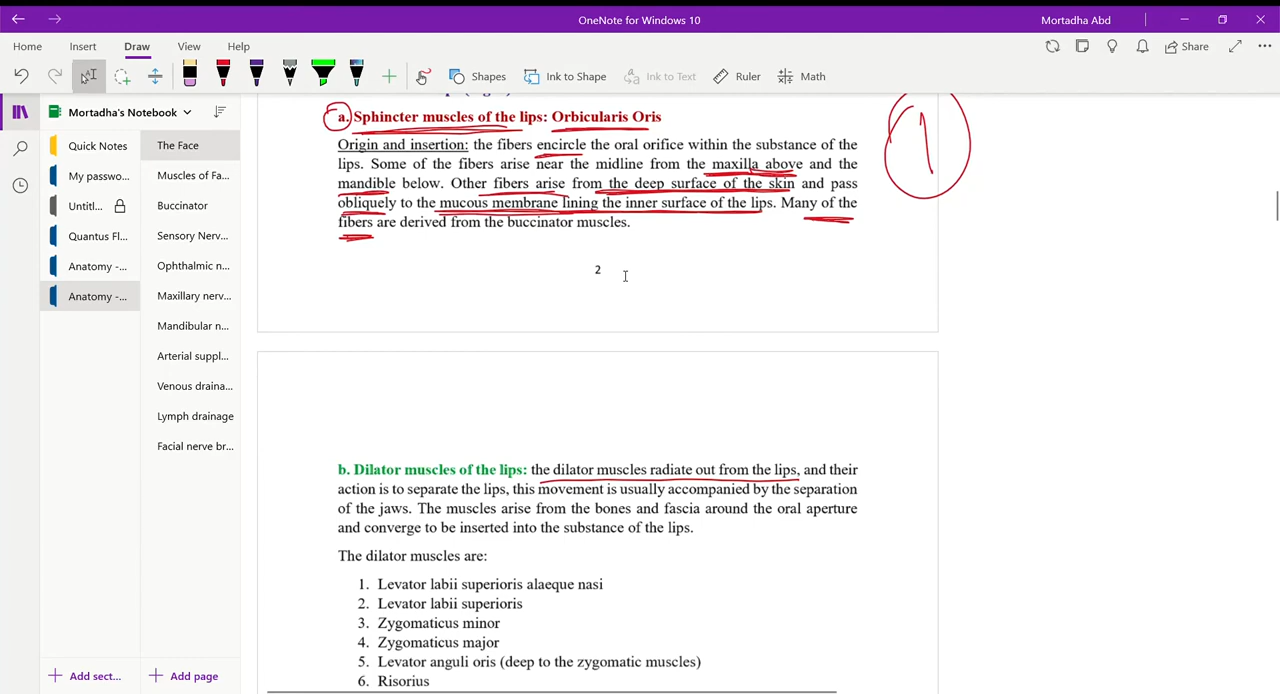 OneNote for Windows 10
Mortadha Abd
Home Insert Draw View Help
Share
Shapes Ink to Shape Ink to Text Ruler Math
Mortadha's Notebook
Quick Notes
My passwo...
Untitl...
Quantus Fl...
Anatomy -...
Anatomy -...
The Face
Muscles of Fa...
Buccinator
Sensory Nerv...
Ophthalmic n...
Maxillary nerv...
Mandibular n...
Arterial suppl...
Venous draina...
Lymph drainage
Facial nerve br...
Add sect...
Add page
a. Sphincter muscles of the lips: Orbicularis Oris
Origin and insertion: the fibers encircle the oral orifice within the substance of the
lips. Some of the fibers arise near the midline from the maxilla above and the
mandible below. Other fibers arise from the deep surface of the skin and pass
obliquely to the mucous membrane lining the inner surface of the lips. Many of the
fibers are derived from the buccinator muscles.
2
1
b. Dilator muscles of the lips: the dilator muscles radiate out from the lips, and their
action is to separate the lips, this movement is usually accompanied by the separation
of the jaws. The muscles arise from the bones and fascia around the oral aperture
and converge to be inserted into the substance of the lips.
The dilator muscles are:
1. Levator labii superioris alaeque nasi
2. Levator labii superioris
3. Zygomaticus minor
4. Zygomaticus major
5. Levator anguli oris (deep to the zygomatic muscles)
6. Risorius